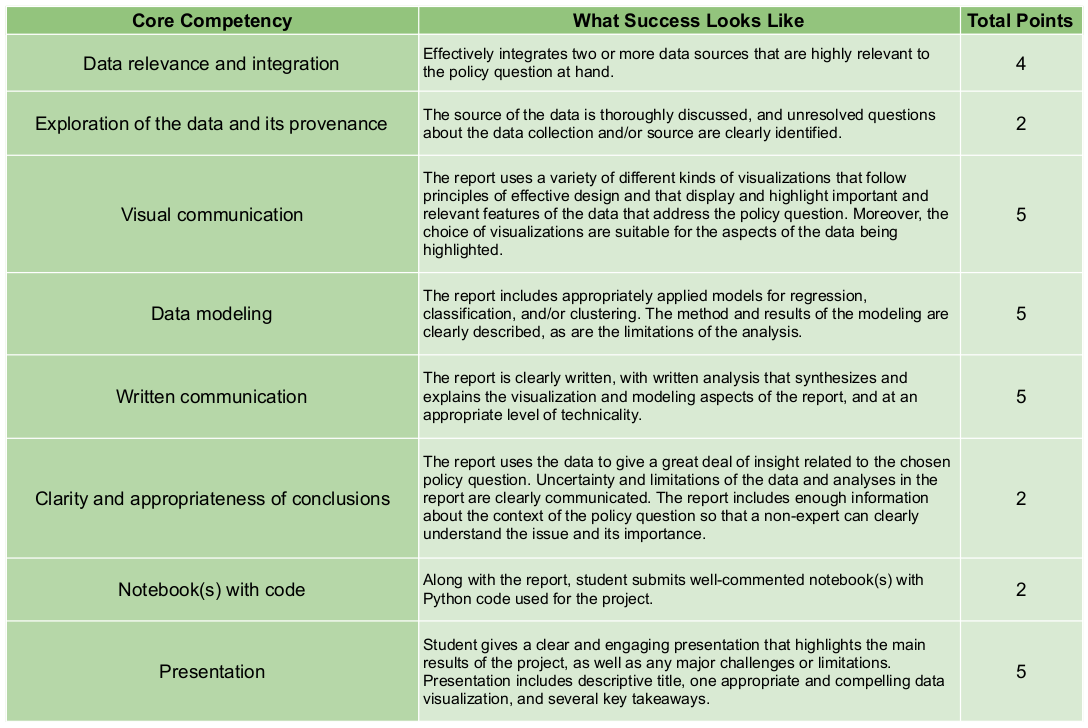 Core Competency
What Success Looks Like
Total Points
Data relevance and integration
Effectively integrates two or more data sources that are highly relevant to
the policy question at hand.
4
Exploration of the data and its provenance
The source of the data is thoroughly discussed, and unresolved questions
about the data collection and/or source are clearly identified.
2
Visual communication
The report uses a variety of different kinds of visualizations that follow
principles of effective design and that display and highlight important and
relevant features of the data that address the policy question. Moreover, the
choice of visualizations are suitable for the aspects of the data being
highlighted.
5
Data modeling
The report includes appropriately applied models for regression,
classification, and/or clustering. The method and results of the modeling are
clearly described, as are the limitations of the analysis.
5
Written communication
The report is clearly written, with written analysis that synthesizes and
explains the visualization and modeling aspects of the report, and at an
appropriate level of technicality.
5
Clarity and appropriateness of conclusions
The report uses the data to give a great deal of insight related to the chosen
policy question. Uncertainty and limitations of the data and analyses in the
report are clearly communicated. The report includes enough information
about the context of the policy question so that a non-expert can clearly
understand the issue and its importance.
2
Notebook(s) with code
Along with the report, student submits well-commented notebook(s) with
Python code used for the project.
2
Presentation
Student gives a clear and engaging presentation that highlights the main
results of the project, as well as any major challenges or limitations.
Presentation includes descriptive title, one appropriate and compelling data
visualization, and several key takeaways.
5